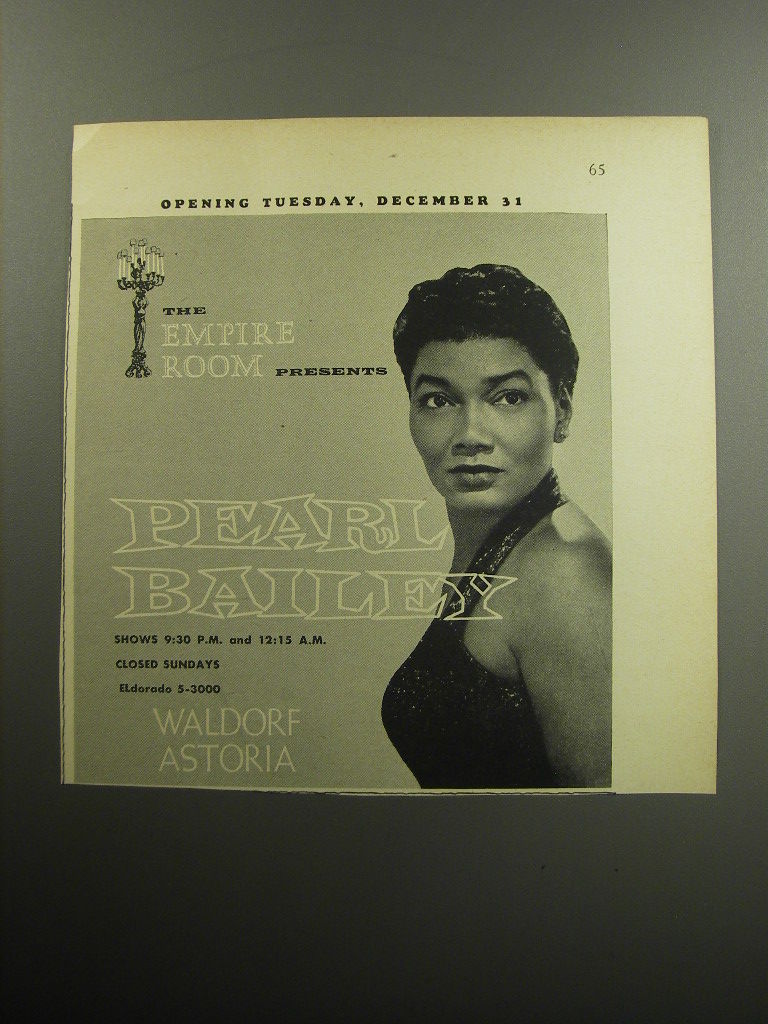 65
OPENING TUESDAY, DECEMBER 31
THE
EMPIRE
ROOM PRESENTS
PEARL
BAILEY
SHOWS 9:30 P.M. and 12:15 A.M.
CLOSED SUNDAYS
ELdorado 5-3000
WALDORF
ASTORIA